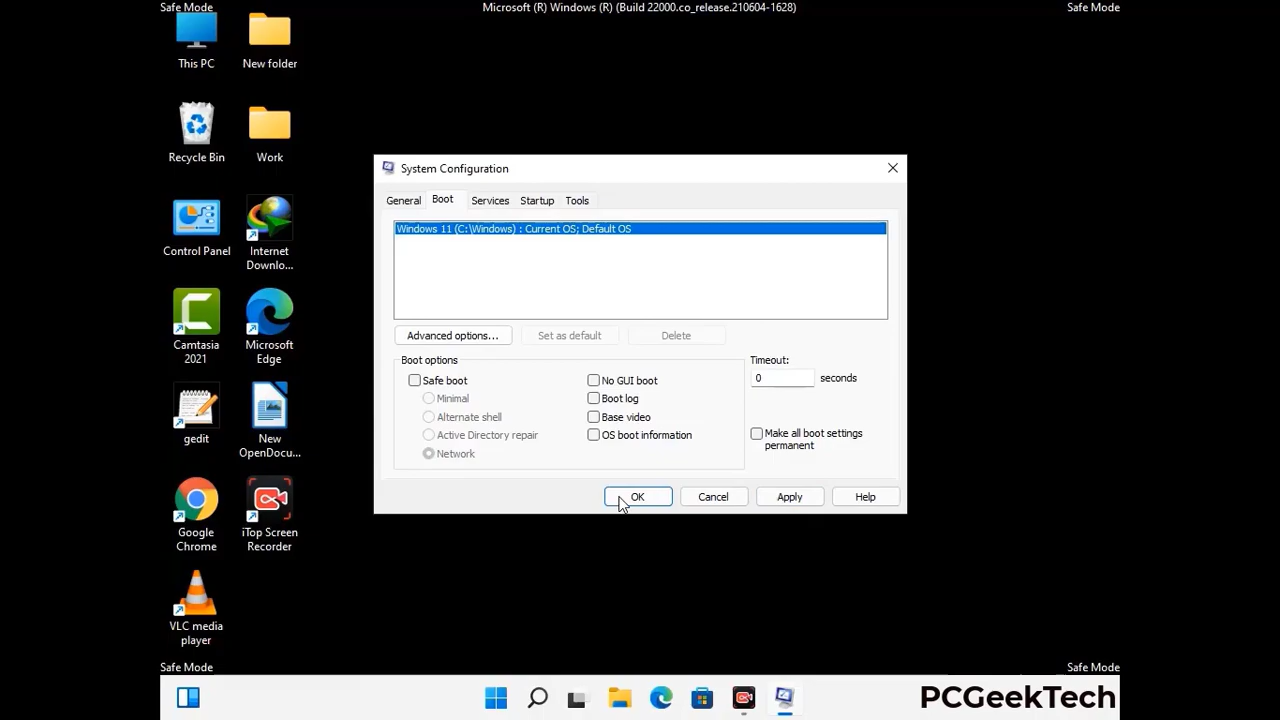 Safe Mode
Microsoft (R) Windows (R) (Build 22000.co_release.210604-1628)
Safe Mode
This PC
New folder
Recycle Bin
Work
Control Panel
Internet
Downlo...
Camtasia
2021
Microsoft
Edge
gedit
New
OpenDocu...
Google
Chrome
iTop Screen
Recorder
VLC media
player
System Configuration
General
Boot
Services
Startup
Tools
Windows 11 (C:\Windows) : Current OS; Default OS
Advanced options...
Set as default
Delete
Boot options
Safe boot
Minimal
Alternate shell
Active Directory repair
Network
No GUI boot
Boot log
Base video
OS boot information
Timeout:
0 seconds
Make all boot settings
permanent
OK
Cancel
Apply
Help
Safe Mode
Safe Mode
PCGeekTech